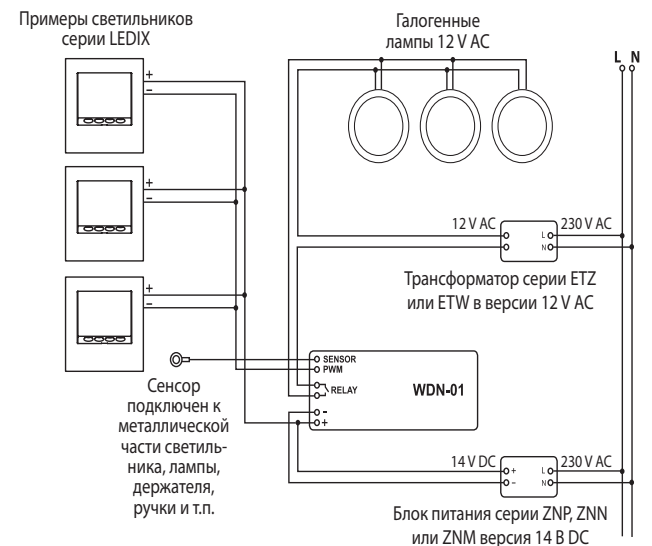 Примеры светильников
серии LEDIX
Галогенные
лампы 12 V AC
L N
+
–
+
–
+
–
12 V AC
230 V AC
L
N
Трансформатор серии ETZ
или ETW в версии 12 V AC
SENSOR
PWM
RELAY
WDN-01
-
+
Сенсор
подключен к
металлической
части светиль-
ника, лампы,
держателя,
ручки и т.п.
14 V DC
230 V AC
+ L
– N
Блок питания серии ZNP, ZNN
или ZNM версия 14 В DC